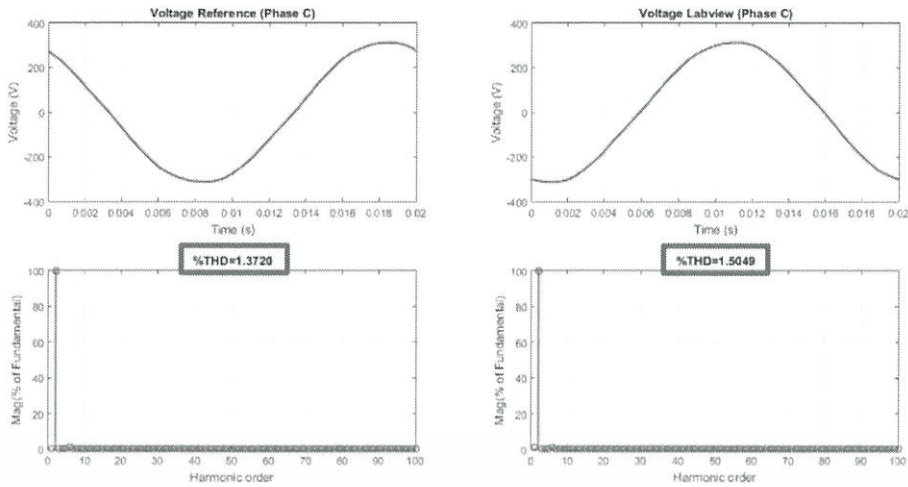 Voltage Reference (Phase C)
400
200
0
-200
-400
Voltage (V)
0 0.002 0.004 0.006 0.008 0.01 0.012 0.014 0.016 0.018 0.02
Time (s)
Voltage Labview (Phase C)
400
200
0
-200
-400
Voltage (V)
0 0.002 0.004 0.006 0.008 0.01 0.012 0.014 0.016 0.018 0.02
Time (s)
%THD=1.3720
100
80
60
40
20
0
Mag(% of Fundamental)
0 10 20 30 40 50 60 70 80 90 100
Harmonic order
%THD=1.5049
100
80
60
40
20
0
Mag(% of Fundamental)
0 10 20 30 40 50 60 70 80 90 100
Harmonic order